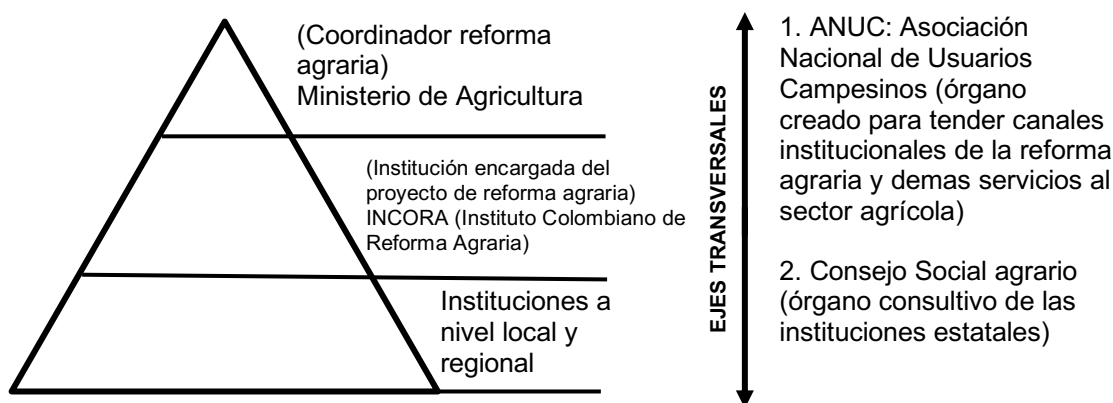 (Coordinador reforma
agraria)
Ministerio de Agricultura
(Institución encargada del
proyecto de reforma agraria)
INCORA (Instituto Colombiano de
Reforma Agraria)
Instituciones a
nivel local y
regional
EJES TRANSVERSALES
1. ANUC: Asociación
Nacional de Usuarios
Campesinos (órgano
creado para tender canales
institucionales de la reforma
agraria y demas servicios al
sector agrícola)
2. Consejo Social agrario
(órgano consultivo de las
instituciones estatales)